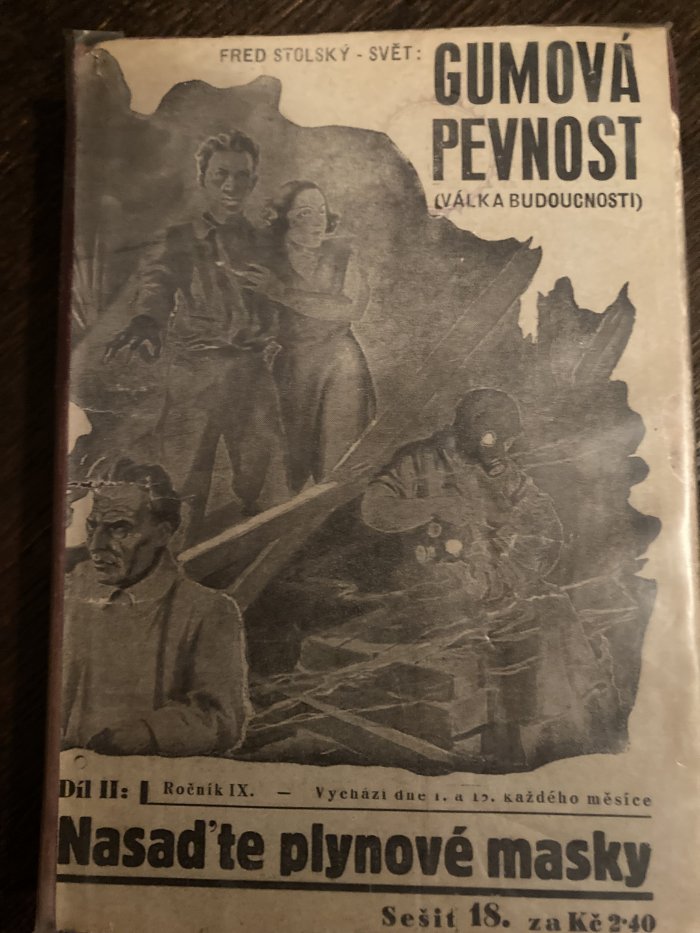 FRED STOLSKÝ - SVĚT:
GUMOVÁ
PEVNOST
(VÁLKA BUDOUCNOSTI)
Díl II:
Ročník IX. — Vychází dne 1. a 15. každého měsíce
Nasaďte plynové masky
Sešit 18. za Kč 2·40